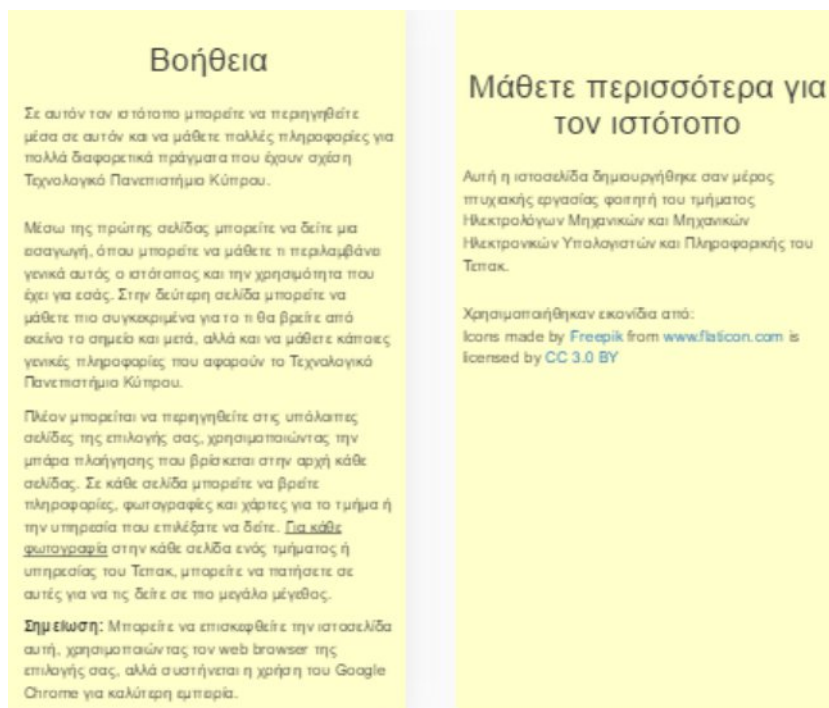 Βοήθεια
Σε αυτόν τον ιστότοπο μπορείτε να περιηγηθείτε
μέσα σε αυτόν και να μάθετε πολλές πληροφορίες για
πολλά διαφορετικά πράγματα που έχουν σχέση
Τεχνολογικό Πανεπιστήμιο Κύπρου.
Μέσω της πρώτης σελίδας μπορείτε να δείτε μια
εισαγωγή, όπου μπορείτε να μάθετε τι περιλαμβάνει
γενικά αυτός ο ιστότοπος και την χρησιμότητα που
έχει για εσάς. Στην δεύτερη σελίδα μπορείτε να
μάθετε πιο συγκεκριμένα για το τι θα βρείτε από
εκείνο το σημείο και μετά, αλλά και να μάθετε κάποιες
γενικές πληροφορίες που αφορούν το Τεχνολογικό
Πανεπιστήμιο Κύπρου.
Πλέον μπορείται να περιηγηθείτε στις υπόλοιπες
σελίδες της επιλογής σας, χρησιμοποιώντας την
μπάρα πλοήγησης που βρίσκεται στην αρχή κάθε
σελίδας. Σε κάθε σελίδα μπορείτε να βρείτε
πληροφορίες, φωτογραφίες και χάρτες για το τμήμα ή
την υπηρεσία που επιλέξατε να δείτε. Για κάθε
φωτογραφία στην κάθε σελίδα ενός τμήματος ή
υπηρεσίας του Τεπακ, μπορείτε να πατήσετε σε
αυτές για να τις δείτε σε πιο μεγάλο μέγεθος.
Σημείωση: Μπορείτε να επισκεφθείτε την ιστοσελίδα
αυτή, χρησιμοποιώντας τον web browser της
επιλογής σας, αλλά συστήνεται η χρήση του Google
Chrome για καλύτερη εμπειρία.
Μάθετε περισσότερα για
τον ιστότοπο
Αυτή η ιστοσελίδα δημιουργήθηκε σαν μέρος
πτυχιακής εργασίας φοιτητή του τμήματος
Ηλεκτρολόγων Μηχανικών και Μηχανικών
Ηλεκτρονικών Υπολογιστών και Πληροφορικής του
Τεπακ.
Χρησιμοποιήθηκαν εικονίδια από:
Icons made by Freepik from www.flaticon.com is
licensed by CC 3.0 BY